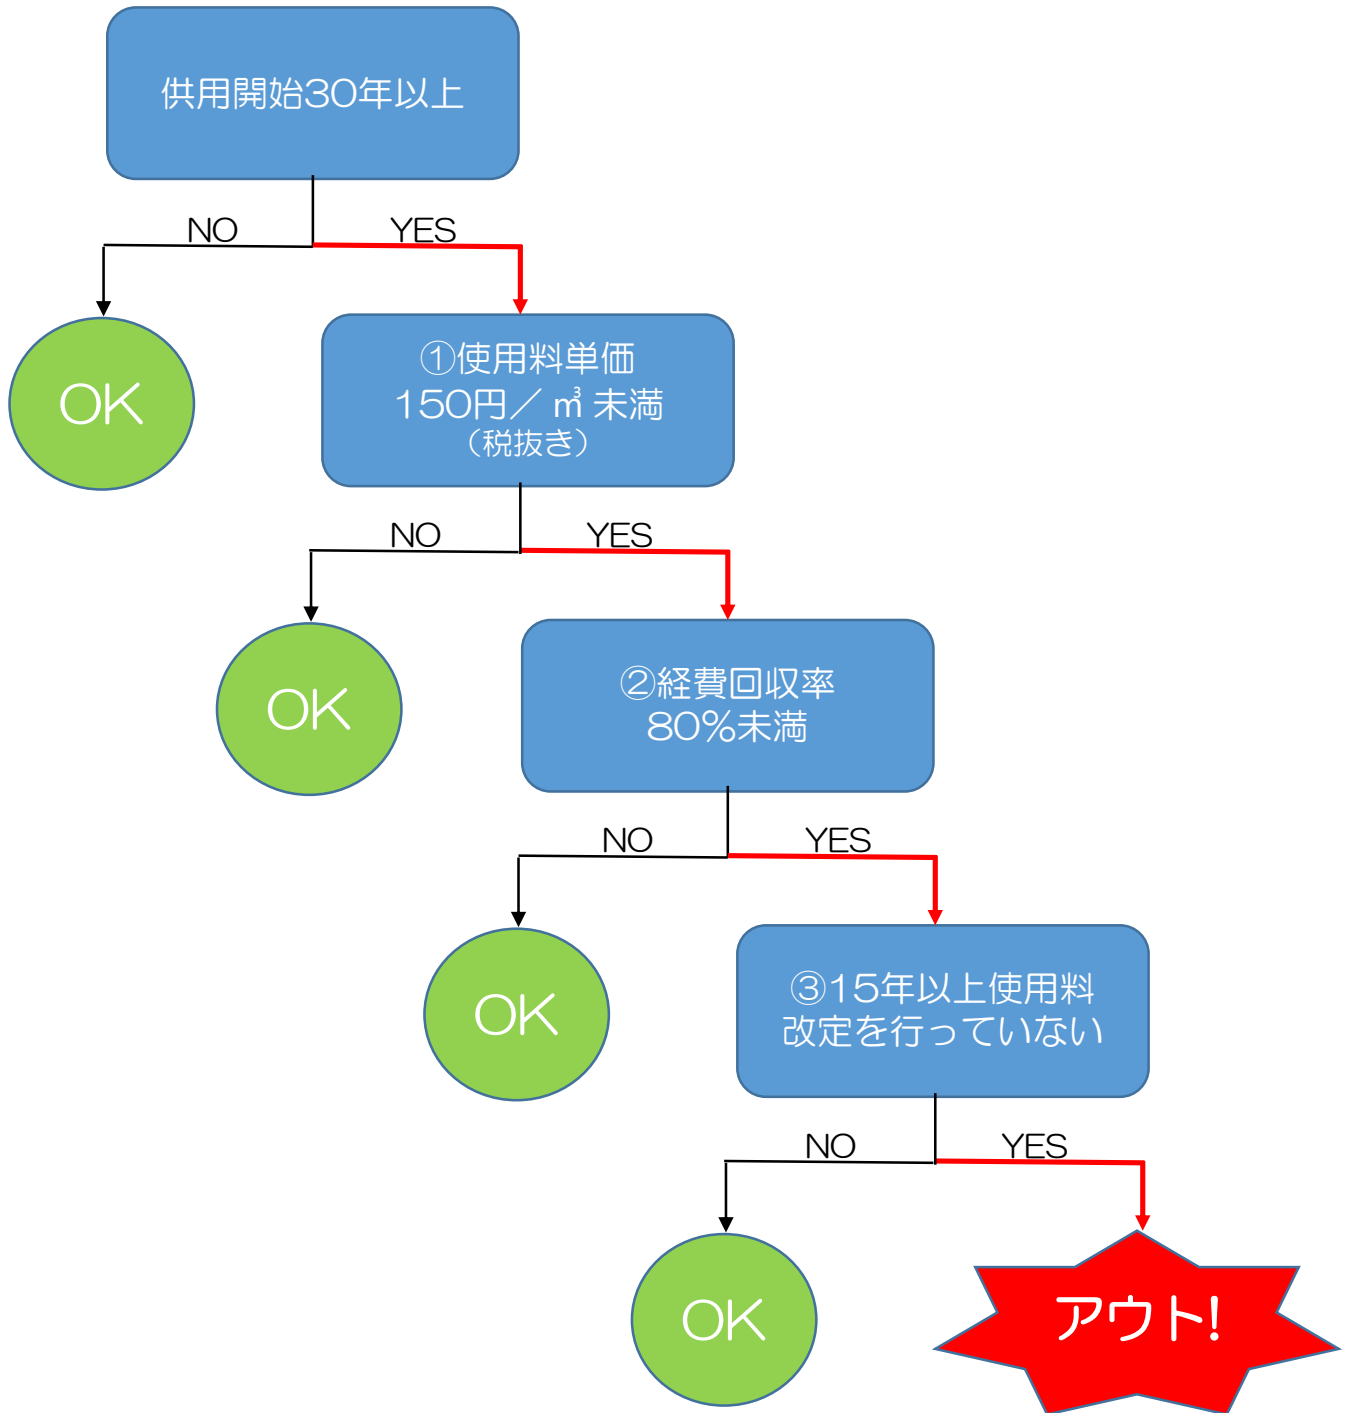 供用開始30年以上
NO
YES
OK
①使用料単価
150円／㎥ 未満
（税抜き）
NO
YES
OK
②経費回収率
80％未満
NO
YES
OK
③15年以上使用料
改定を行っていない
NO
YES
OK
アウト!